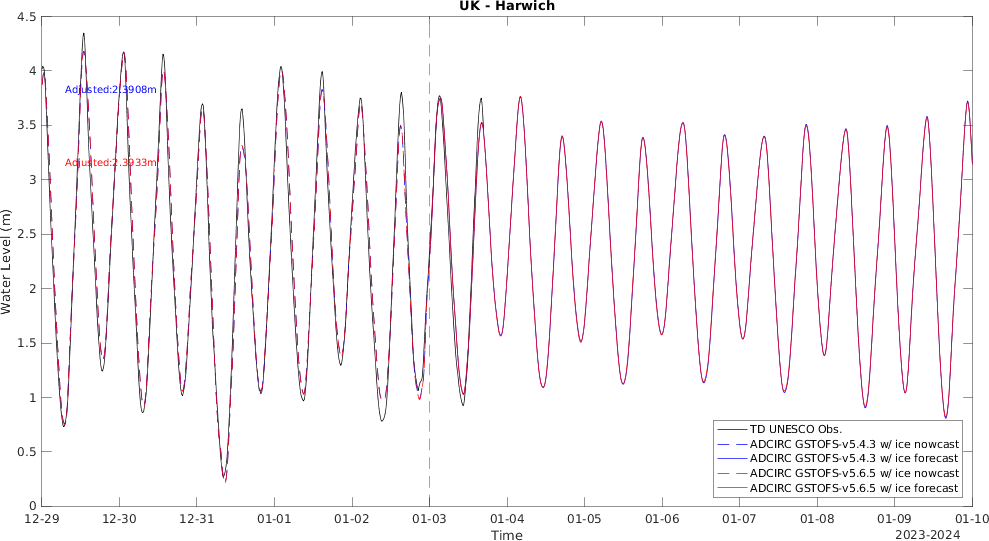 UK - Harwich
4.5
4
3.5
3
2.5
2
1.5
1
0.5
0
Water Level (m)
Adjusted:2.3908m
Adjusted:2.3933m
TD UNESCO Obs.
ADCIRC GSTOFS-v5.4.3 w/ ice nowcast
ADCIRC GSTOFS-v5.4.3 w/ ice forecast
ADCIRC GSTOFS-v5.6.5 w/ ice nowcast
ADCIRC GSTOFS-v5.6.5 w/ ice forecast
12-29 12-30 12-31 01-01 01-02 01-03 01-04 01-05 01-06 01-07 01-08 01-09 01-10
Time
2023-2024